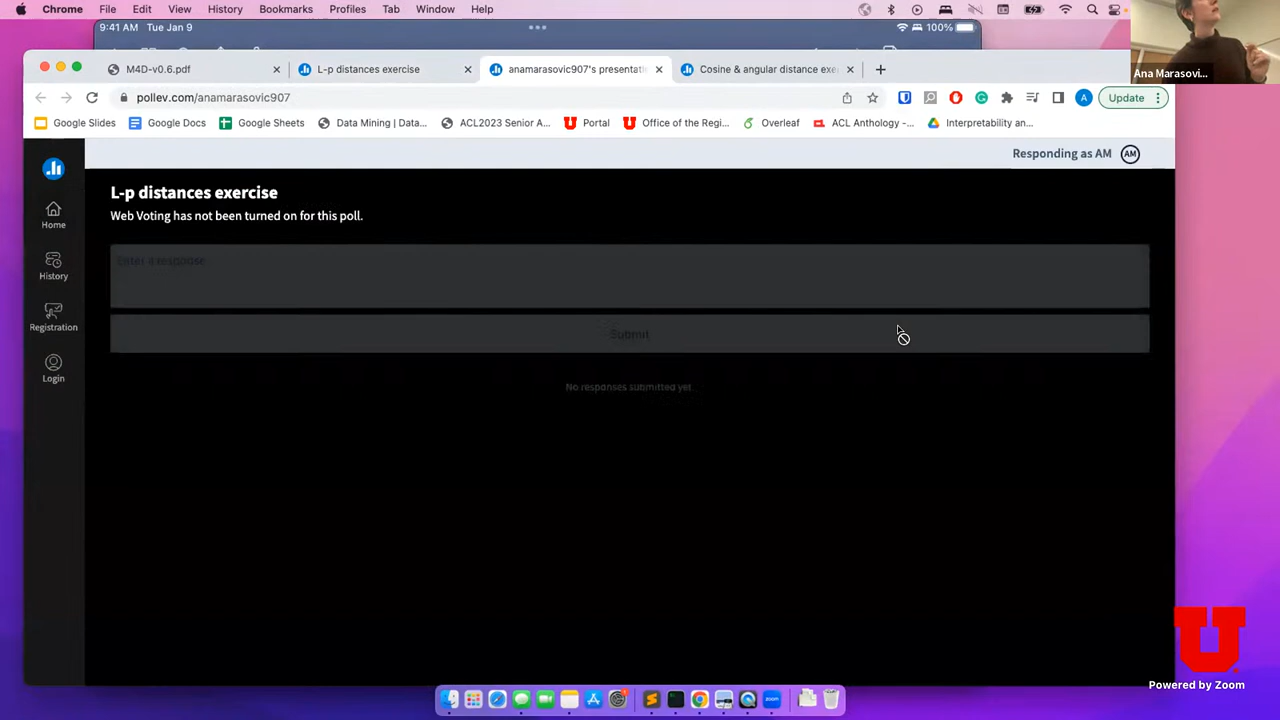 Chrome File Edit View History Bookmarks Profiles Tab Window Help
9:41 AM Tue Jan 9 100%
M4D-v0.6.pdf L-p distances exercise anamarasovic907's presentati Cosine & angular distance exe
pollev.com/anamarasovic907 A Update
Google Slides Google Docs Google Sheets Data Mining | Data... ACL2023 Senior A... Portal Office of the Regi... Overleaf ACL Anthology -... Interpretability an...
Responding as AM AM
Home
History
Registration
Login
L-p distances exercise
Web Voting has not been turned on for this poll.
Enter a response
Submit
No responses submitted yet
Ana Marasovi...
U
Powered by Zoom
zoom